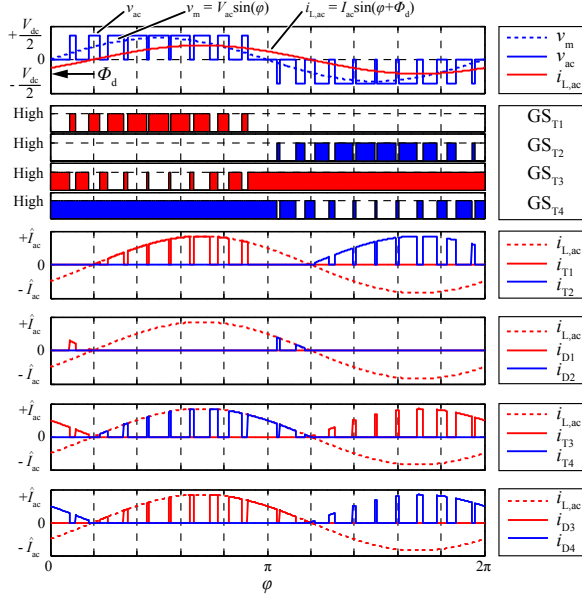 v_ac v_m = V_ac sin(φ) i_L,ac = I_ac sin(φ+Φ_d)
+V_dc/2
0
-V_dc/2
Φ_d
v_m
v_ac
i_L,ac
High
GS_T1
High
GS_T2
High
GS_T3
High
GS_T4
+Î_ac
0
-Î_ac
i_L,ac
i_T1
i_T2
+Î_ac
0
-Î_ac
i_L,ac
i_D1
i_D2
+Î_ac
0
-Î_ac
i_L,ac
i_T3
i_T4
+Î_ac
0
-Î_ac
i_L,ac
i_D3
i_D4
0 π 2π
φ